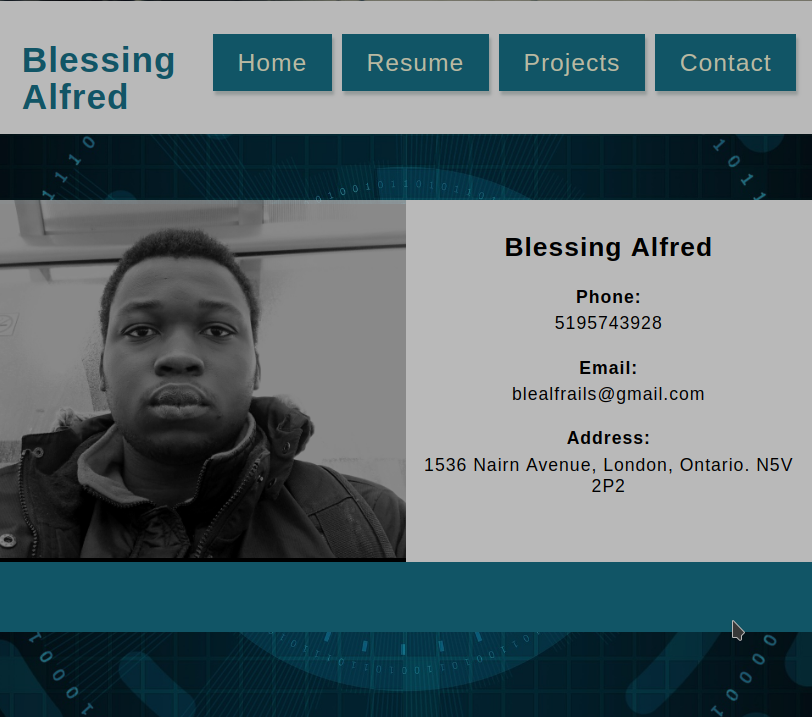 Blessing
Alfred
Home
Resume
Projects
Contact
Blessing Alfred
Phone:
5195743928
Email:
blealfrails@gmail.com
Address:
1536 Nairn Avenue, London, Ontario. N5V
2P2